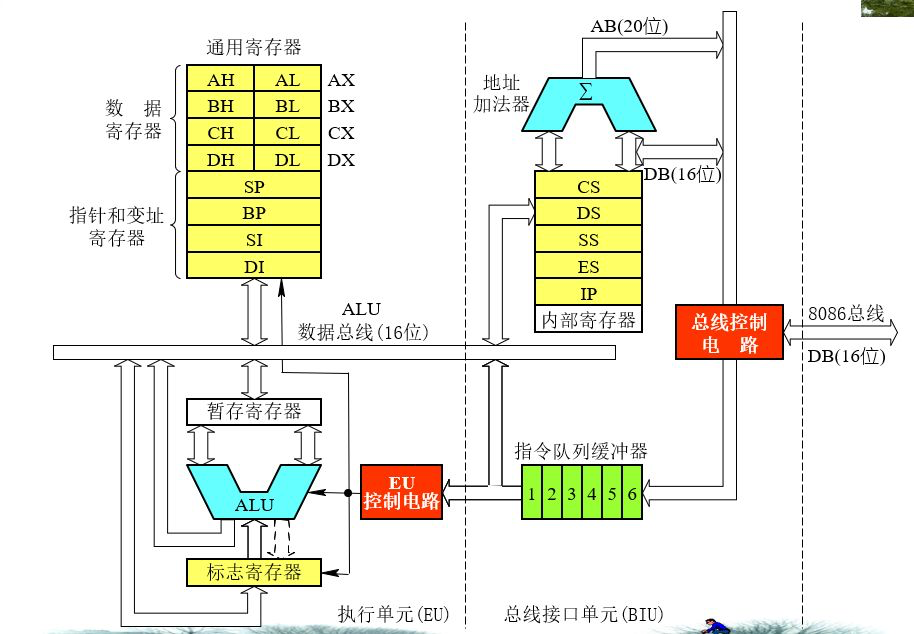 AB(20位)
通用寄存器
AH AL AX
BH BL BX
CH CL CX
DH DL DX
数 据
寄存器
SP
BP
SI
DI
指针和变址
寄存器
地址
加法器
Σ
DB(16位)
CS
DS
SS
ES
IP
内部寄存器
ALU
数据总线(16位)
总线控制
电 路
8086总线
DB(16位)
暂存寄存器
ALU
标志寄存器
EU
控制电路
指令队列缓冲器
1 2 3 4 5 6
执行单元(EU)
总线接口单元(BIU)